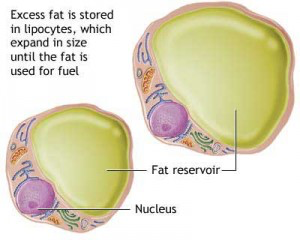 Excess fat is stored
in lipocytes, which
expand in size
until the fat is
used for fuel
Fat reservoir
Nucleus